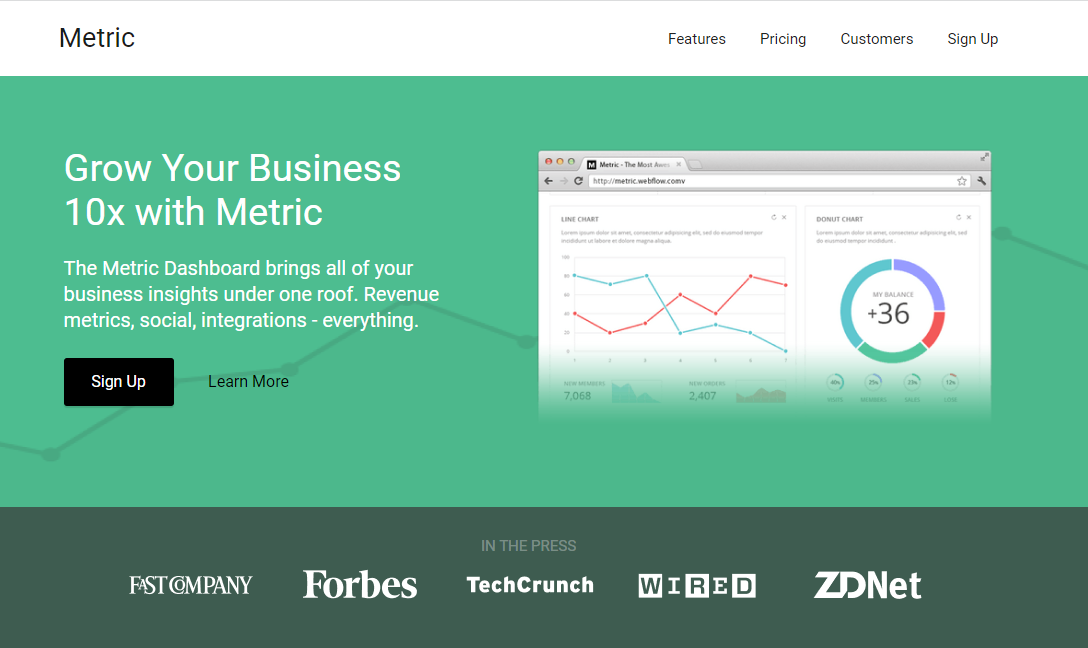 Metric
Features Pricing Customers Sign Up
Grow Your Business
10x with Metric
The Metric Dashboard brings all of your
business insights under one roof. Revenue
metrics, social, integrations - everything.
Sign Up Learn More
M Metric - The Most Awes
http://metric.webflow.comv
LINE CHART
Lorem ipsum dolor sit amet, consectetur adipisicing elit, sed do eiusmod tempor
incididunt ut labore et dolore magna aliqua.
100
80
60
40
20
0
1 2 3 4 5 6 7
NEW MEMBERS
7,068
NEW ORDERS
2,407
DONUT CHART
Lorem ipsum dolor sit amet, consectetur adipisicing elit, sed
do eiusmod tempor incididunt .
MY BALANCE
+36
40% 25% 23% 12%
VISITS MEMBERS SALES
IN THE PRESS
FAST COMPANY Forbes TechCrunch WIRED ZDNet